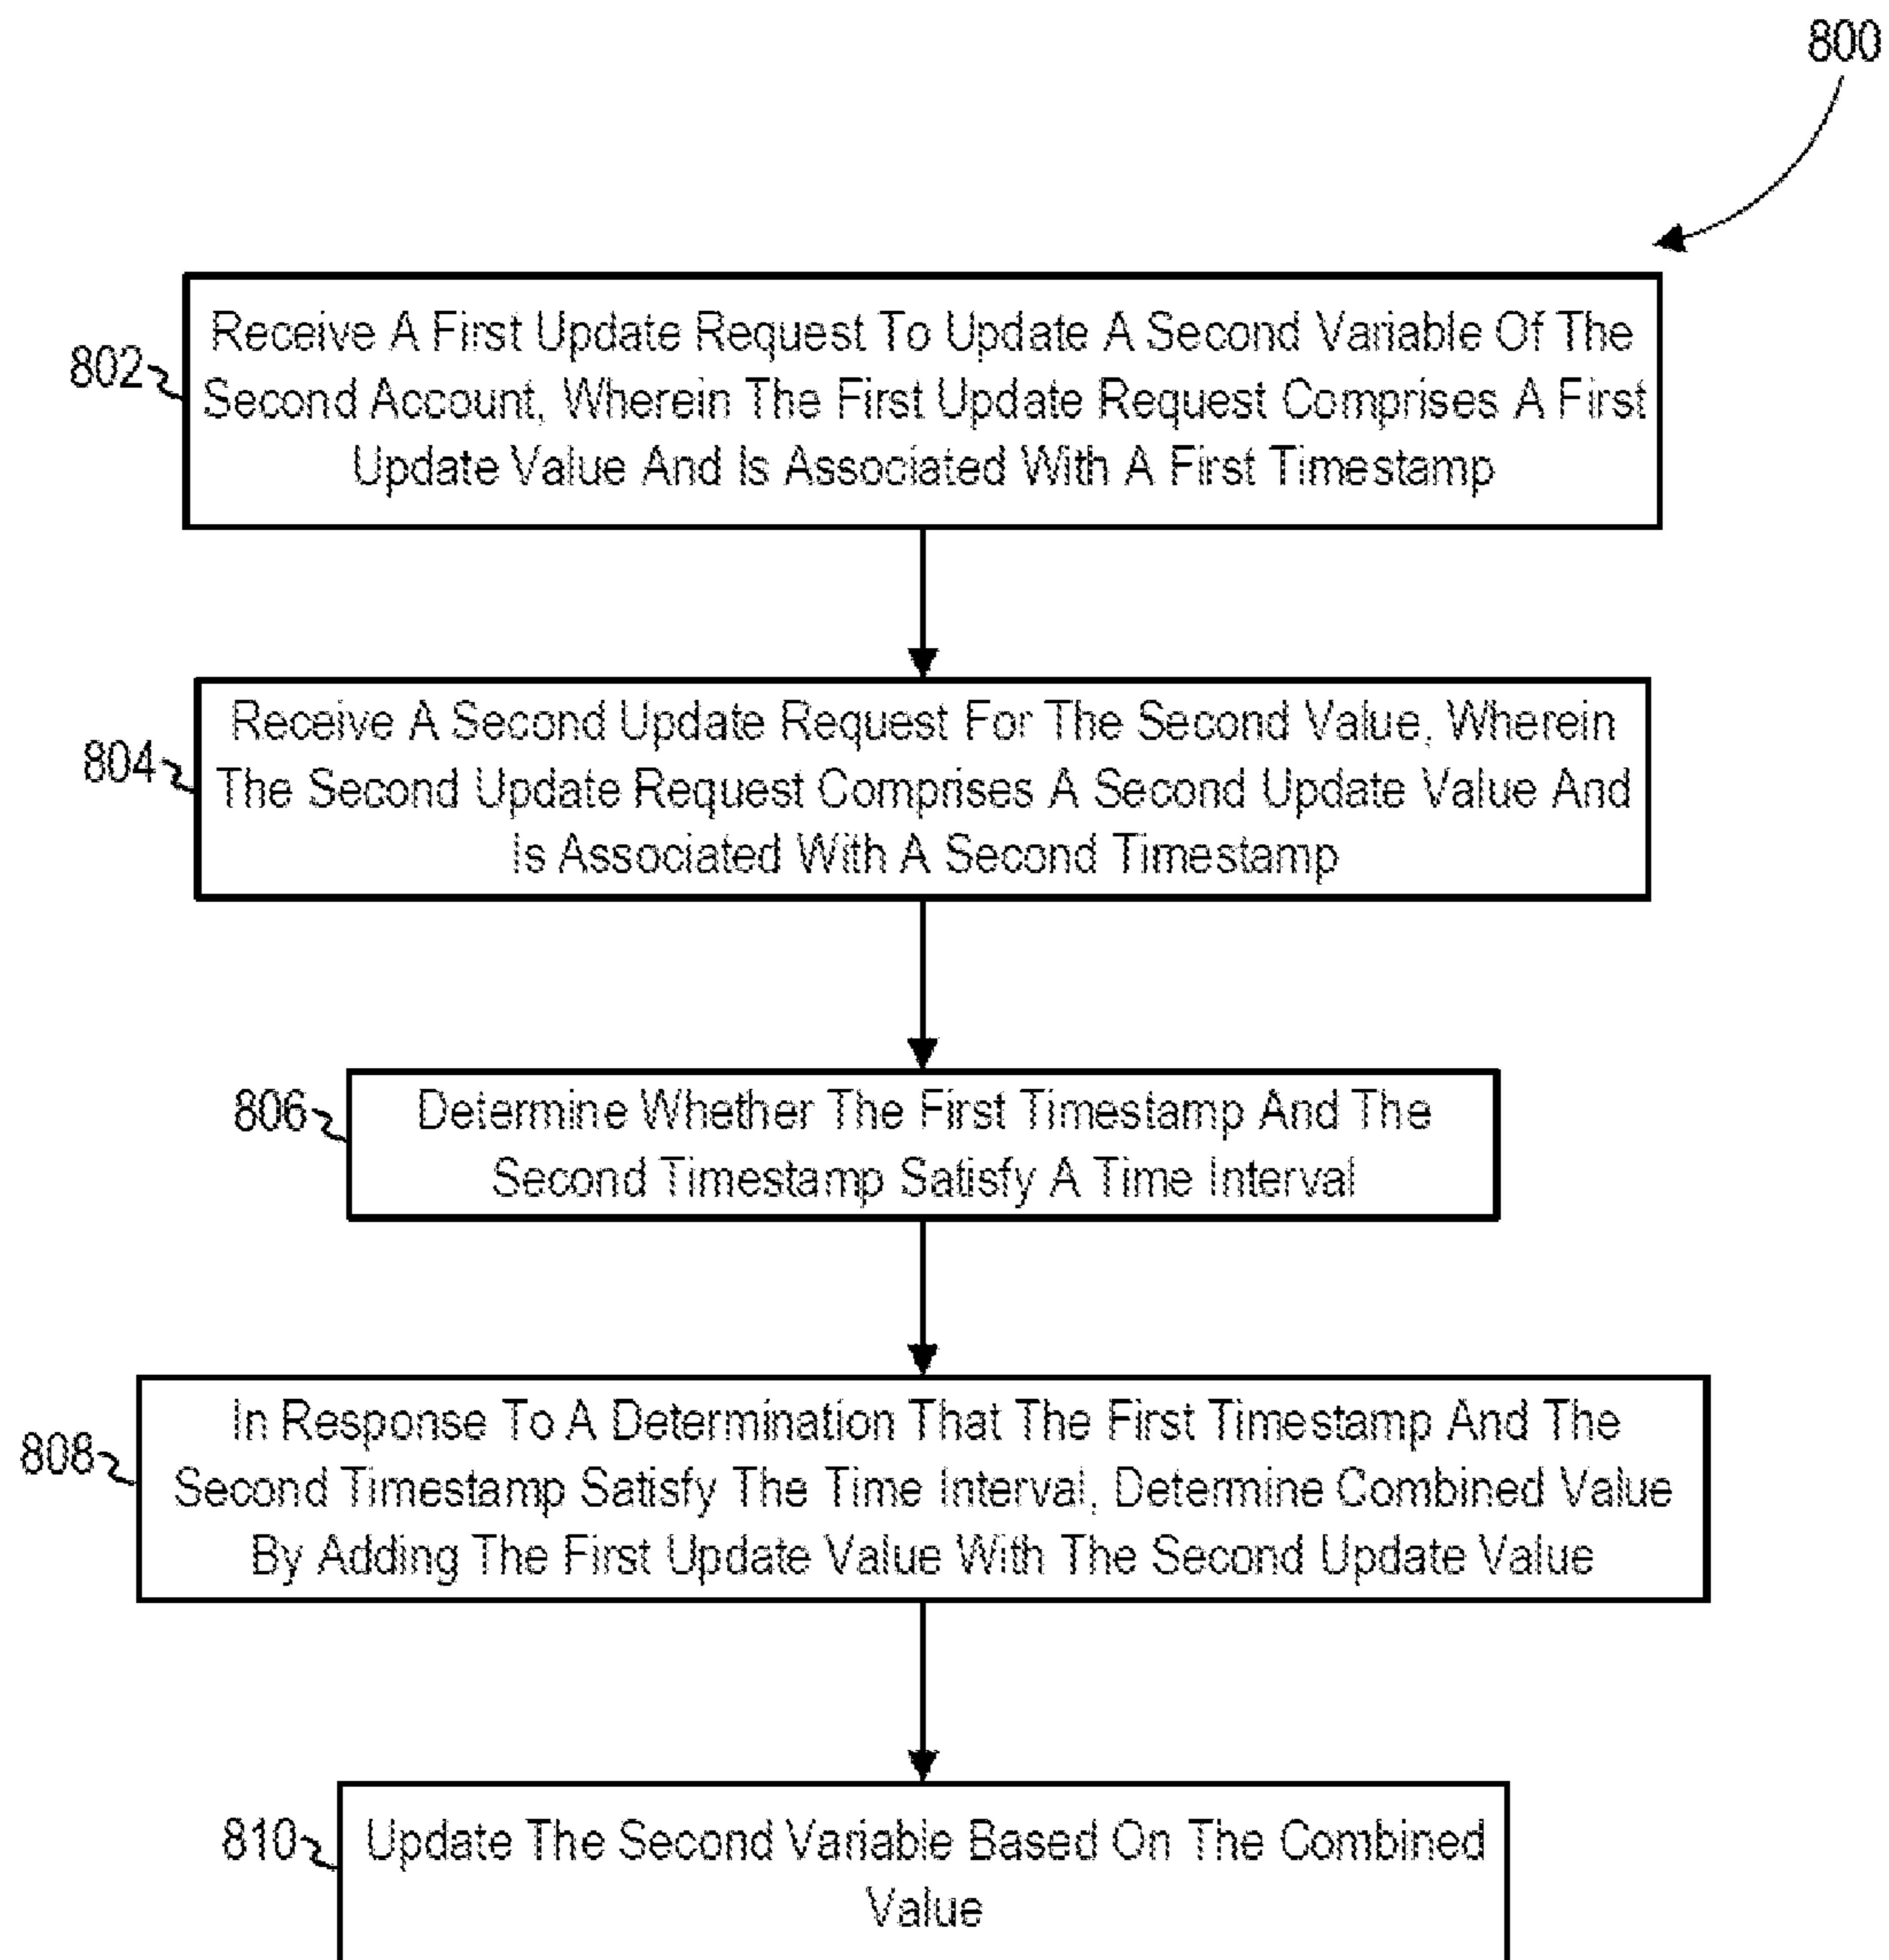 800
802
Receive A First Update Request To Update A Second Variable Of The
Second Account, Wherein The First Update Request Comprises A First
Update Value And Is Associated With A First Timestamp
804
Receive A Second Update Request For The Second Value, Wherein
The Second Update Request Comprises A Second Update Value And
Is Associated With A Second Timestamp
806
Determine Whether The First Timestamp And The
Second Timestamp Satisfy A Time Interval
808
In Response To A Determination That The First Timestamp And The
Second Timestamp Satisfy The Time Interval, Determine Combined Value
By Adding The First Update Value With The Second Update Value
810
Update The Second Variable Based On The Combined
Value